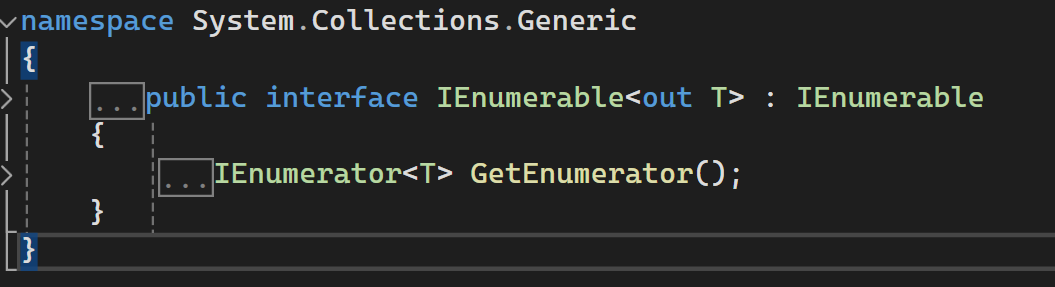 namespace System.Collections.Generic
{
...public interface IEnumerable<out T> : IEnumerable
{
...IEnumerator<T> GetEnumerator();
}
}